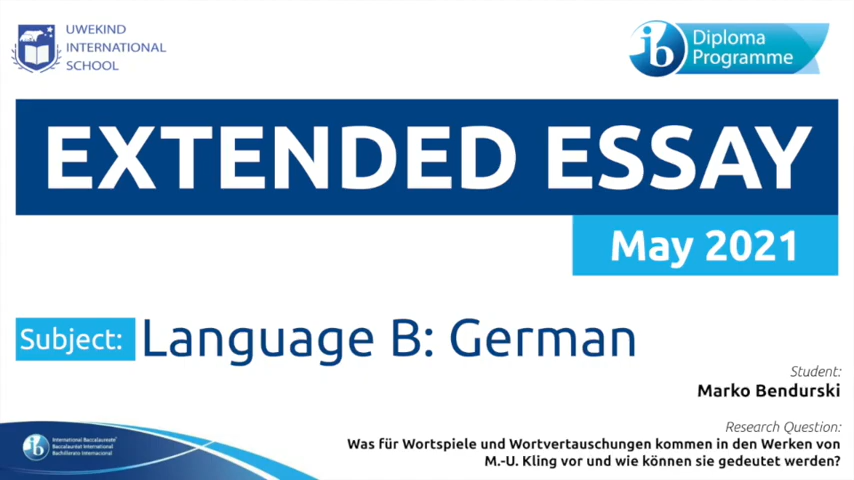 UWEKIND
INTERNATIONAL
SCHOOL
ib
Diploma
Programme
EXTENDED ESSAY
May 2021
Subject: Language B: German
Student:
Marko Bendurski
Research Question:
Was für Wortspiele und Wortvertauschungen kommen in den Werken von
M.-U. Kling vor und wie können sie gedeutet werden?
ib
International Baccalaureate®
Baccalauréat International
Bachillerato Internacional